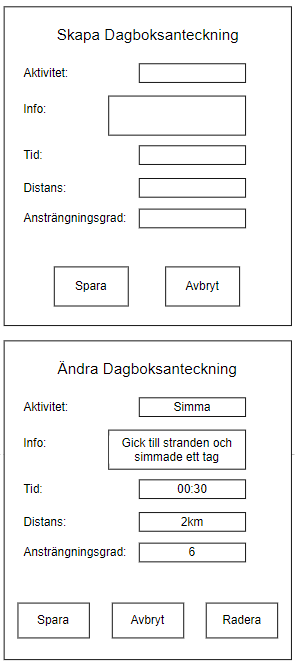 Skapa Dagboksanteckning
Aktivitet:
Info:
Tid:
Distans:
Ansträngningsgrad:
Spara Avbryt
Ändra Dagboksanteckning
Aktivitet: Simma
Info: Gick till stranden och
simmade ett tag
Tid: 00:30
Distans: 2km
Ansträngningsgrad: 6
Spara Avbryt Radera